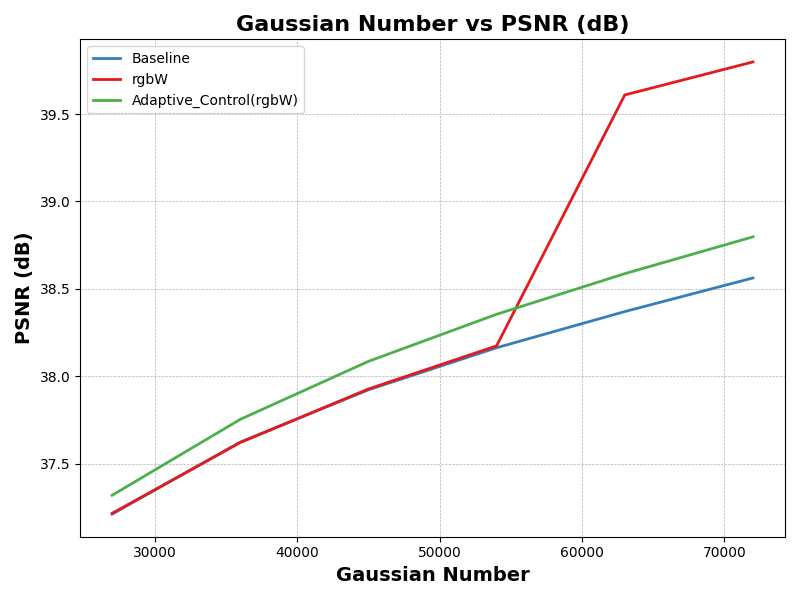 Gaussian Number vs PSNR (dB)
Baseline
rgbW
Adaptive_Control(rgbW)
PSNR (dB)
39.5
39.0
38.5
38.0
37.5
30000 40000 50000 60000 70000
Gaussian Number